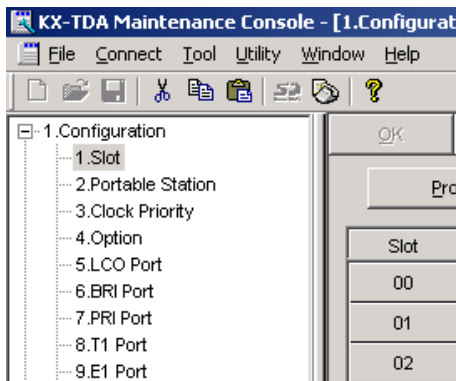 KX-TDA Maintenance Console - [1.Configurat
File Connect Tool Utility Window Help
1.Configuration
1.Slot
2.Portable Station
3.Clock Priority
4.Option
5.LCO Port
6.BRI Port
7.PRI Port
8.T1 Port
9.E1 Port
OK
Pro
Slot
00
01
02